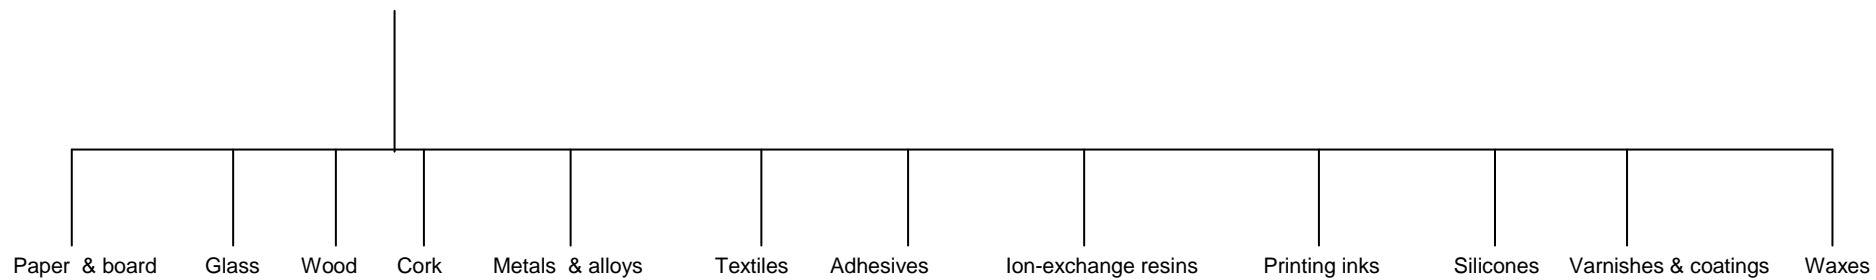 Paper & board Glass Wood Cork Metals & alloys Textiles Adhesives Ion-exchange resins Printing inks Silicones Varnishes & coatings Waxes